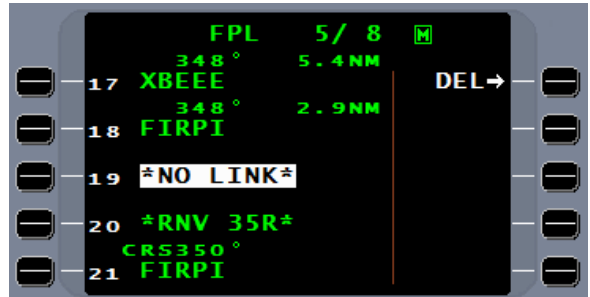 FPL 5/ 8 M
348° 5.4NM
17 XBEEE DEL→
348° 2.9NM
18 FIRPI
19 *NO LINK*
20 *RNV 35R*
CRS350°
21 FIRPI